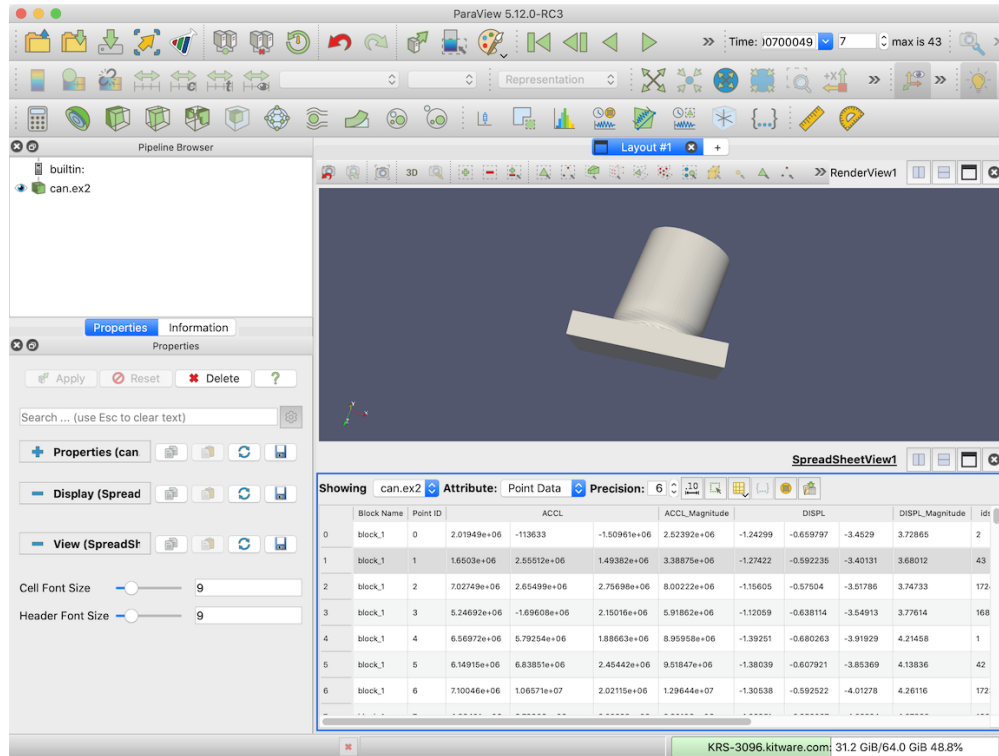 ParaView 5.12.0-RC3
Time: 00700049 7 max is 43
Representation
Pipeline Browser
builtin:
can.ex2
Layout #1
+
3D
RenderView1
Properties Information
Properties
Apply Reset Delete ?
Search ... (use Esc to clear text)
Properties (can
Display (Spread
View (SpreadSh
Cell Font Size 9
Header Font Size 9
SpreadSheetView1
Showing can.ex2 Attribute: Point Data Precision: 6
Block Name Point ID ACCL ACCL_Magnitude DISPL DISPL_Magnitude ids
0 block_1 0 2.01949e+06 -113633 -1.50961e+06 2.52392e+06 -1.24299 -0.659797 -3.4529 3.72865 2
1 block_1 1 1.6503e+06 2.55512e+06 1.49382e+06 3.38875e+06 -1.27422 -0.592235 -3.40131 3.68012 43
2 block_1 2 7.02749e+06 2.65499e+06 2.75698e+06 8.00222e+06 -1.15605 -0.57504 -3.51786 3.74733 172
3 block_1 3 5.24692e+06 -1.69608e+06 2.15016e+06 5.91862e+06 -1.12059 -0.638114 -3.54913 3.77614 168
4 block_1 4 6.56972e+06 5.79254e+06 1.88663e+06 8.95958e+06 -1.39251 -0.680263 -3.91929 4.21458 1
5 block_1 5 6.14915e+06 6.83851e+06 2.45442e+06 9.51847e+06 -1.38039 -0.607921 -3.85369 4.13836 42
6 block_1 6 7.10046e+06 1.06571e+07 2.02115e+06 1.29644e+07 -1.30538 -0.592522 -4.01278 4.26116 172
KRS-3096.kitware.com: 31.2 GiB/64.0 GiB 48.8%